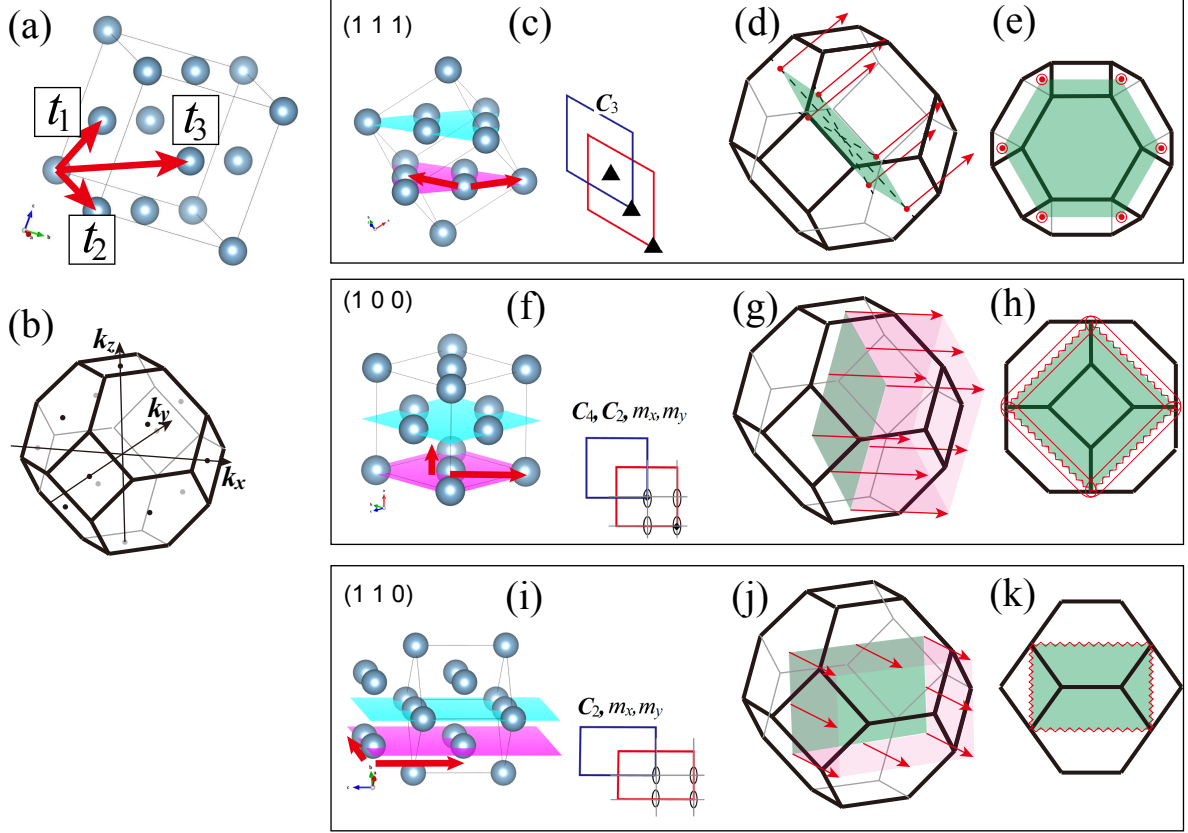 (a)
t1
t2
t3
(b)
kz
ky
kx
(1 1 1)
(c)
C3
(d)
(e)
(1 0 0)
(f)
C4, C2, mx, my
(g)
(h)
(1 1 0)
(i)
C2, mx, my
(j)
(k)